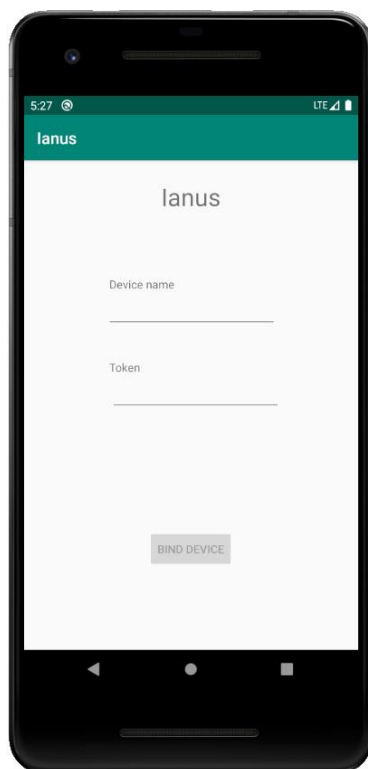 5:27
LTE
Ianus
Ianus
Device name
Token
BIND DEVICE